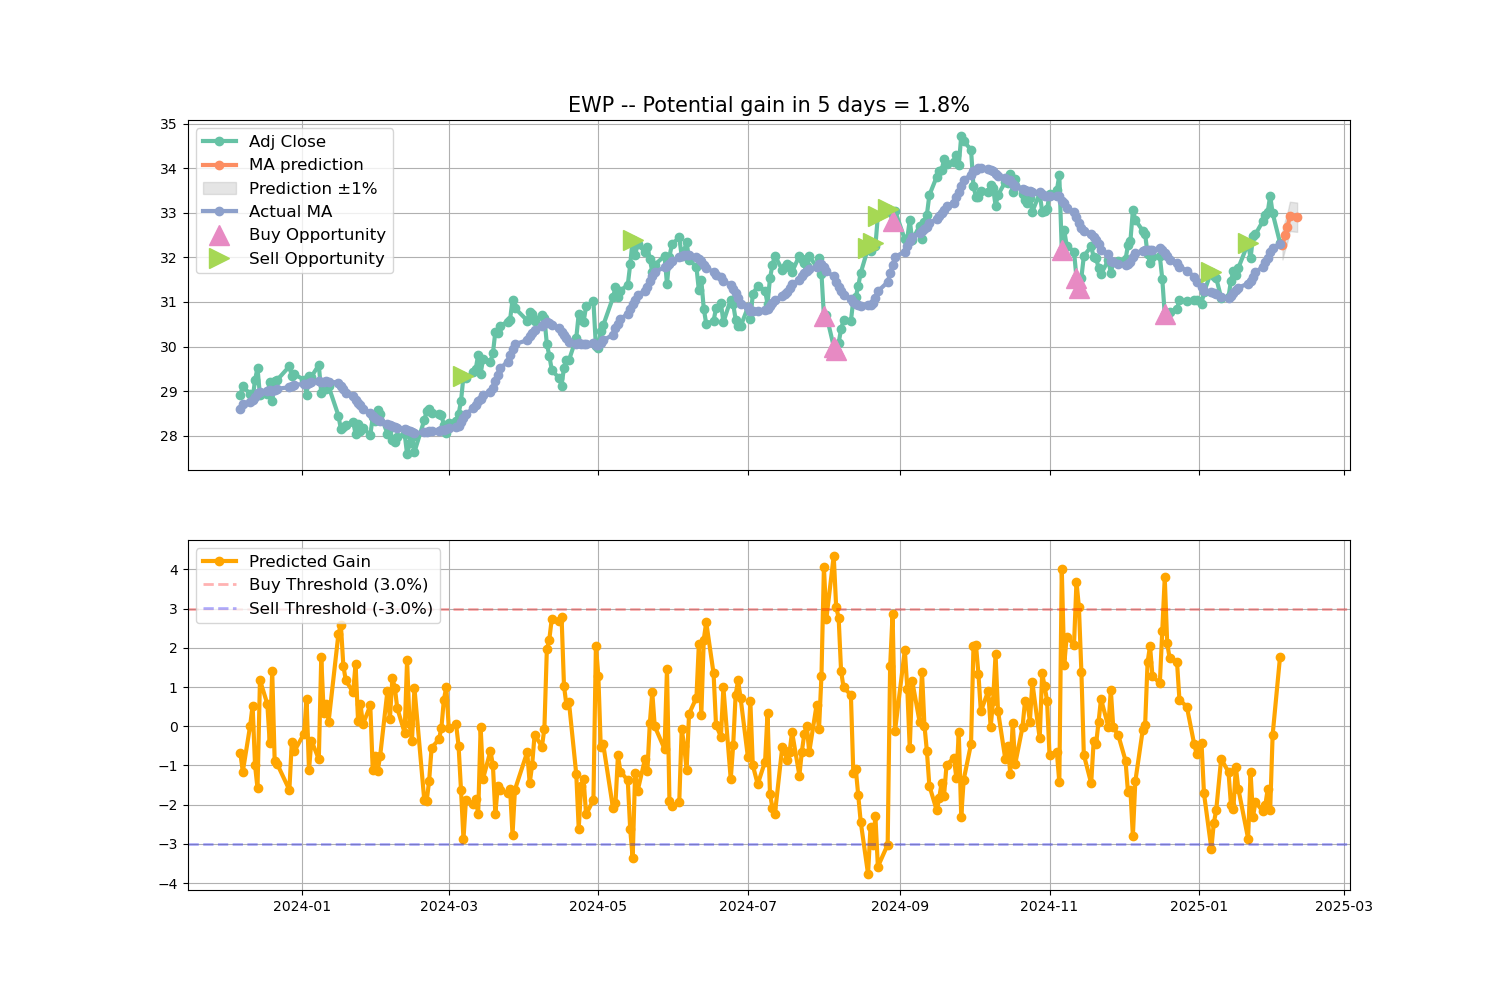 EWP -- Potential gain in 5 days = 1.8%
35
34
33
32
31
30
29
28
Adj Close
MA prediction
Prediction ±1%
Actual MA
Buy Opportunity
Sell Opportunity
4
3
2
1
0
−1
−2
−3
−4
Predicted Gain
Buy Threshold (3.0%)
Sell Threshold (-3.0%)
2024-01
2024-03
2024-05
2024-07
2024-09
2024-11
2025-01
2025-03